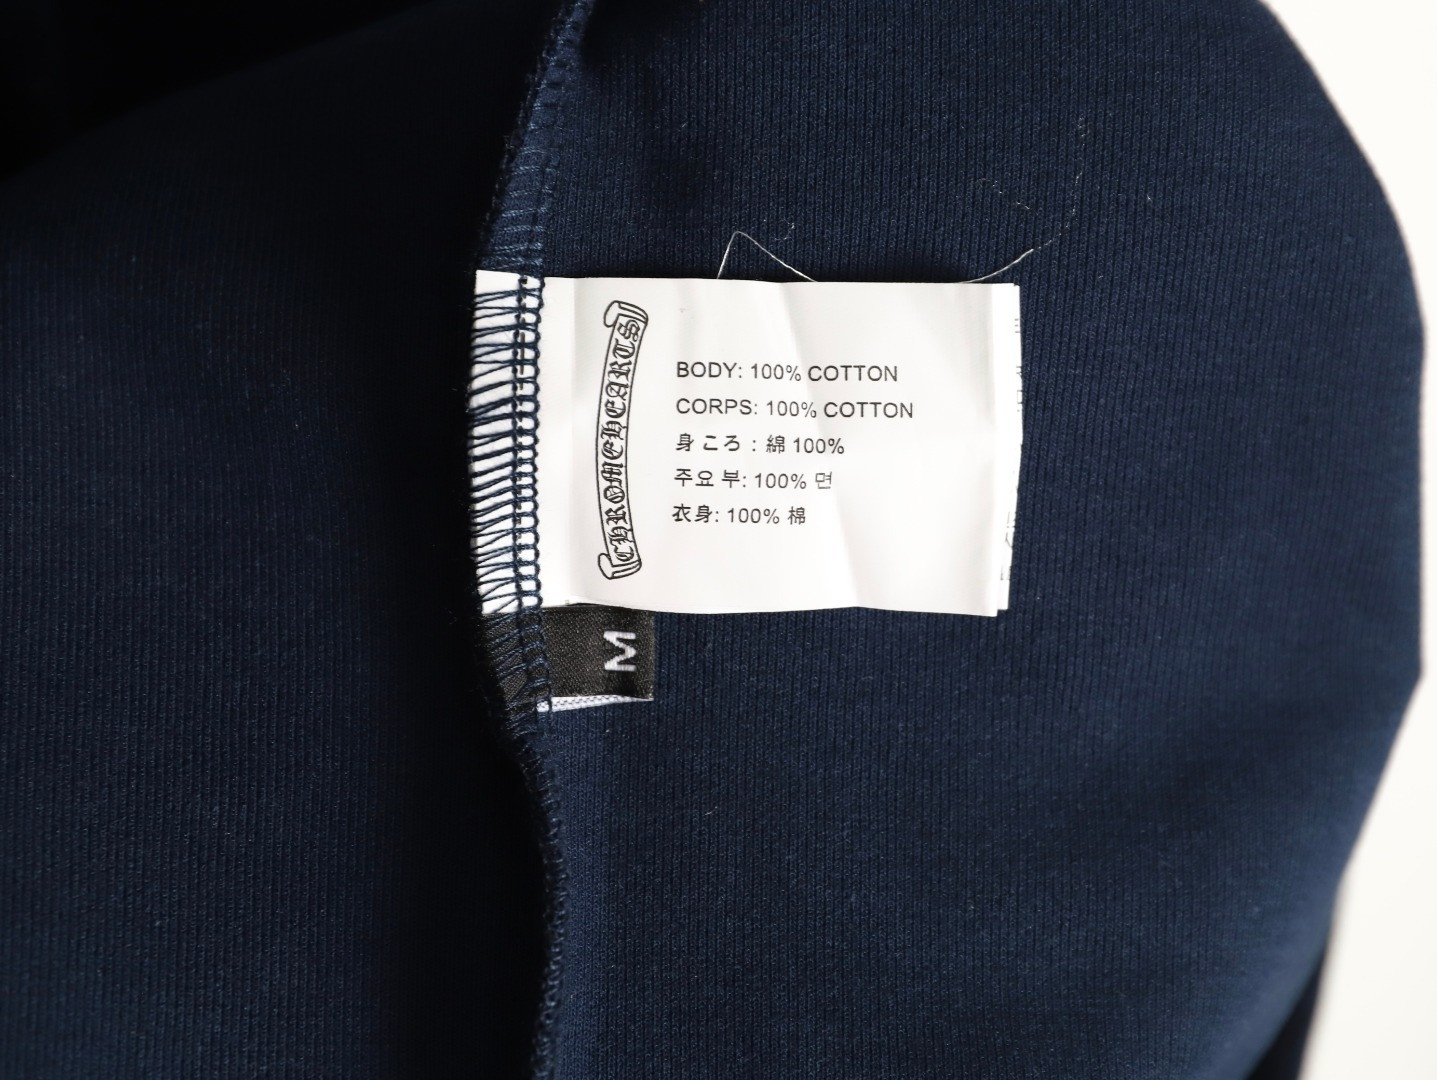 CHROME HEARTS
BODY: 100% COTTON
CORPS: 100% COTTON
身ころ：綿 100%
주요 부: 100% 면
衣身: 100% 棉
M